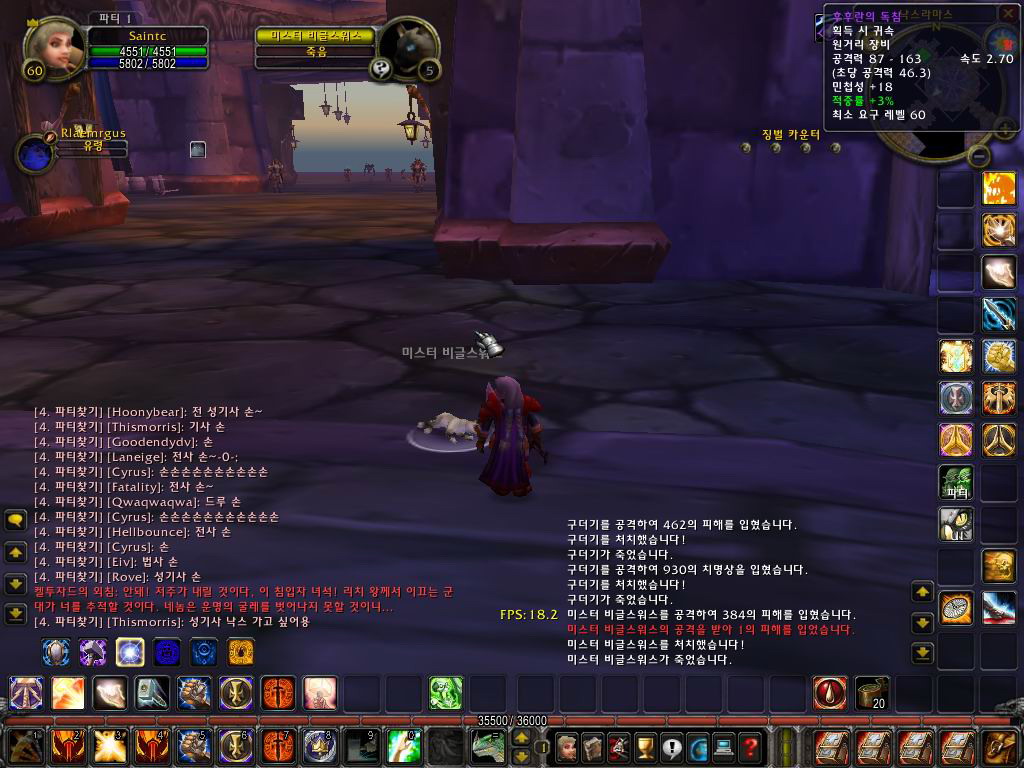 파티 1
Saintc
4551 / 4551
5802 / 5802
60
미스터 비글스워스
죽음
5
Rlaemrgus
유령
후후란의 독침
획득 시 귀속
원거리 장비
공격력 87 - 163 속도 2.70
(초당 공격력 46.3)
민첩성 +18
적중률 +3%
최소 요구 레벨 60
낙스라마스
징벌 카운터
미스터 비글스워
[4. 파티찾기] [Hoonybear]: 전 성기사 손~
[4. 파티찾기] [Thismorris]: 기사 손
[4. 파티찾기] [Goodendydv]: 손
[4. 파티찾기] [Laneige]: 전사 손~-0-;
[4. 파티찾기] [Cyrus]: 손손손손손손손손손손
[4. 파티찾기] [Fatality]: 전사 손~
[4. 파티찾기] [Qwaqwaqwa]: 드루 손
[4. 파티찾기] [Cyrus]: 손손손손손손손손손손손
[4. 파티찾기] [Hellbounce]: 전사 손
[4. 파티찾기] [Cyrus]: 손
[4. 파티찾기] [Eiv]: 법사 손
[4. 파티찾기] [Rove]: 성기사 손
켈투자드의 외침: 안돼! 저주가 내릴 것이다. 이 침입자 녀석! 리치 왕께서 이끄는 군
대가 너를 추적할 것이다. 네놈은 운명의 굴레를 벗어나지 못할 것이니...
[4. 파티찾기] [Thismorris]: 성기사 낙스 가고 싶어용
구더기를 공격하여 462의 피해를 입혔습니다.
구더기를 처치했습니다!
구더기가 죽었습니다.
구더기를 공격하여 930의 치명상을 입혔습니다.
구더기를 처치했습니다!
구더기가 죽었습니다.
미스터 비글스워스를 공격하여 384의 피해를 입혔습니다.
미스터 비글스워스의 공격을 받아 1의 피해를 입었습니다.
미스터 비글스워스를 처치했습니다!
미스터 비글스워스가 죽었습니다.
FPS: 18.2
파티
20
35500 / 36000
1 2 3 4 5 6 7 8 9 0 - =
1